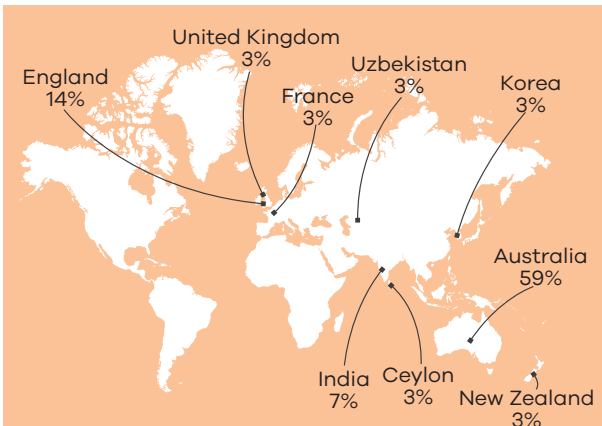 United Kingdom
3%
England
14%
France
3%
Uzbekistan
3%
Korea
3%
Australia
59%
India
7%
Ceylon
3%
New Zealand
3%